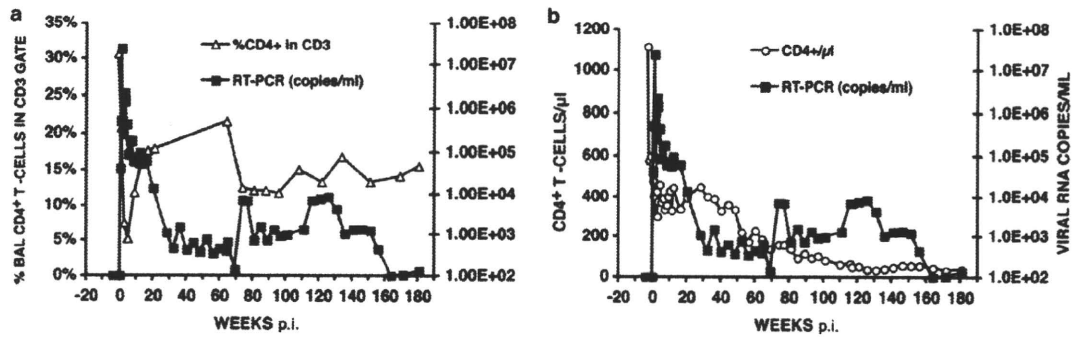 a
35%
30%
25%
20%
15%
10%
5%
0%
% BAL CD4+ T -CELLS IN CD3 GATE
-20 0 20 40 60 80 100 120 140 160 180
WEEKS p.i.
%CD4+ in CD3
RT-PCR (copies/ml)
1.00E+08
1.00E+07
1.00E+06
1.00E+05
1.00E+04
1.00E+03
1.00E+02
b
1200
1000
800
600
400
200
0
CD4+ T -CELLS/µl
-20 0 20 40 60 80 100 120 140 160 180
WEEKS p.i.
CD4+/µl
RT-PCR (copies/ml)
1.0E+08
1.0E+07
1.0E+06
1.0E+05
1.0E+04
1.0E+03
1.0E+02
VIRAL RNA COPIES/ML